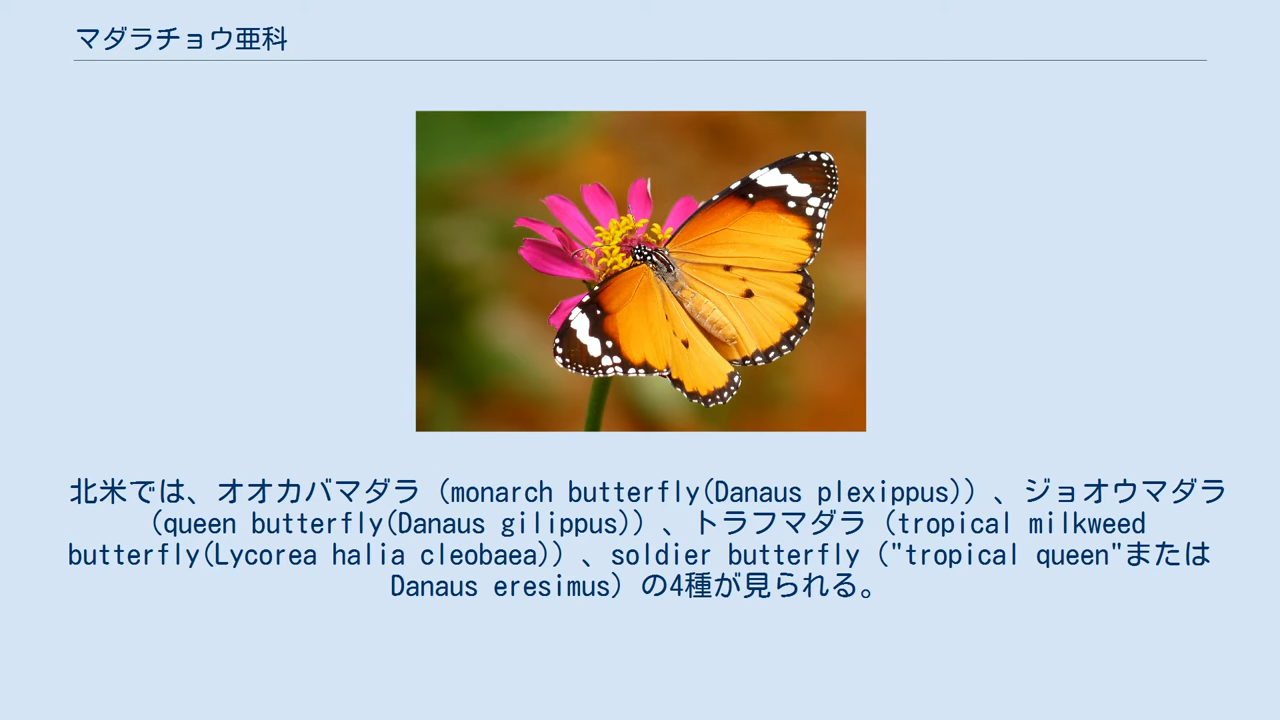 マダラチョウ亜科
北米では、オオカバマダラ（monarch butterfly(Danaus plexippus)）、ジョオウマダラ
（queen butterfly(Danaus gilippus)）、トラフマダラ（tropical milkweed
butterfly(Lycorea halia cleobaea)）、soldier butterfly（"tropical queen"または
Danaus eresimus）の4種が見られる。